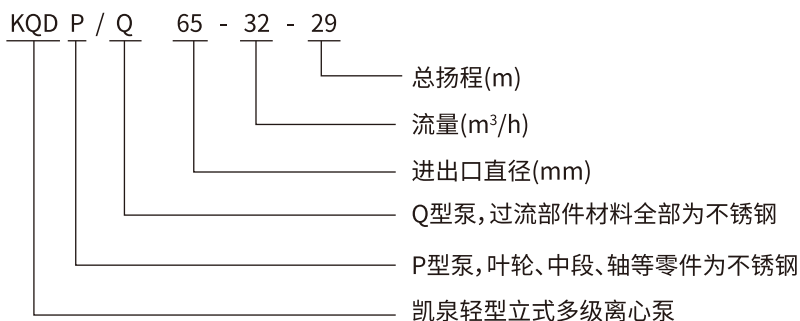 KQD P / Q 65 - 32 - 29
总扬程(m)
流量(m³/h)
进出口直径(mm)
Q型泵，过流部件材料全部为不锈钢
P型泵，叶轮、中段、轴等零件为不锈钢
凯泉轻型立式多级离心泵